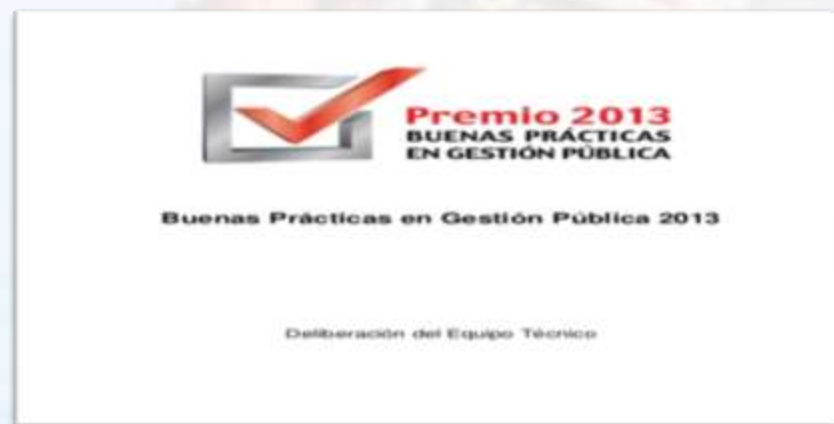 Premio 2013
BUENAS PRÁCTICAS
EN GESTIÓN PÚBLICA
Buenas Prácticas en Gestión Pública 2013
Deliberación del Equipo Técnico